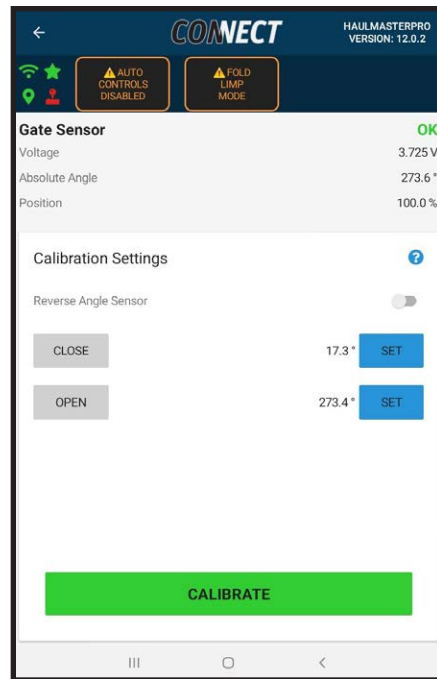 CONNECT
HAULMASTERPRO
VERSION: 12.0.2
AUTO
CONTROLS
DISABLED
FOLD
LIMP
MODE
Gate Sensor OK
Voltage 3.725 V
Absolute Angle 273.6 °
Position 100.0 %
Calibration Settings ?
Reverse Angle Sensor
CLOSE 17.3 ° SET
OPEN 273.4 ° SET
CALIBRATE